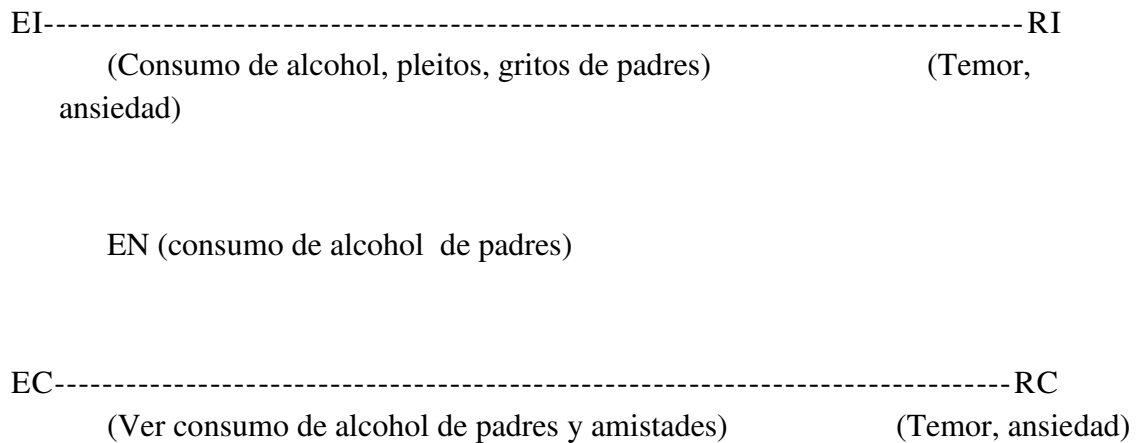 EI-----------------------------------------------------------------------------------RI
(Consumo de alcohol, pleitos, gritos de padres) (Temor,
ansiedad)
EN (consumo de alcohol de padres)
EC---------------------------------------------------------------------------------RC
(Ver consumo de alcohol de padres y amistades) (Temor, ansiedad)